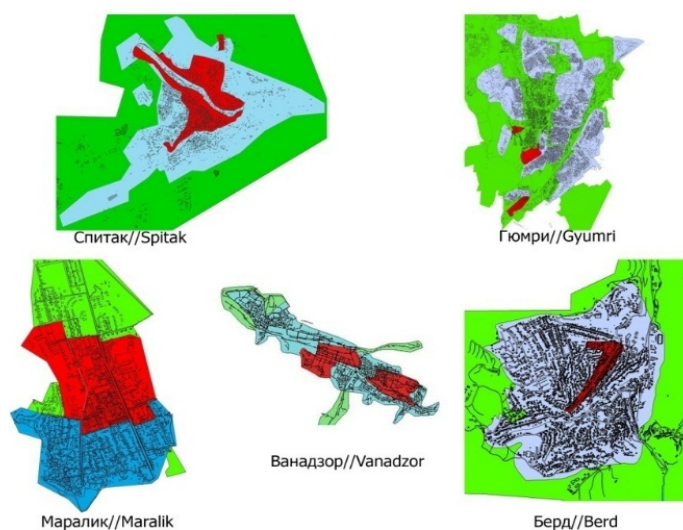 Спитак//Spitak
Гюмри//Gyumri
Маралик//Maralik
Ванадзор//Vanadzor
Берд//Berd